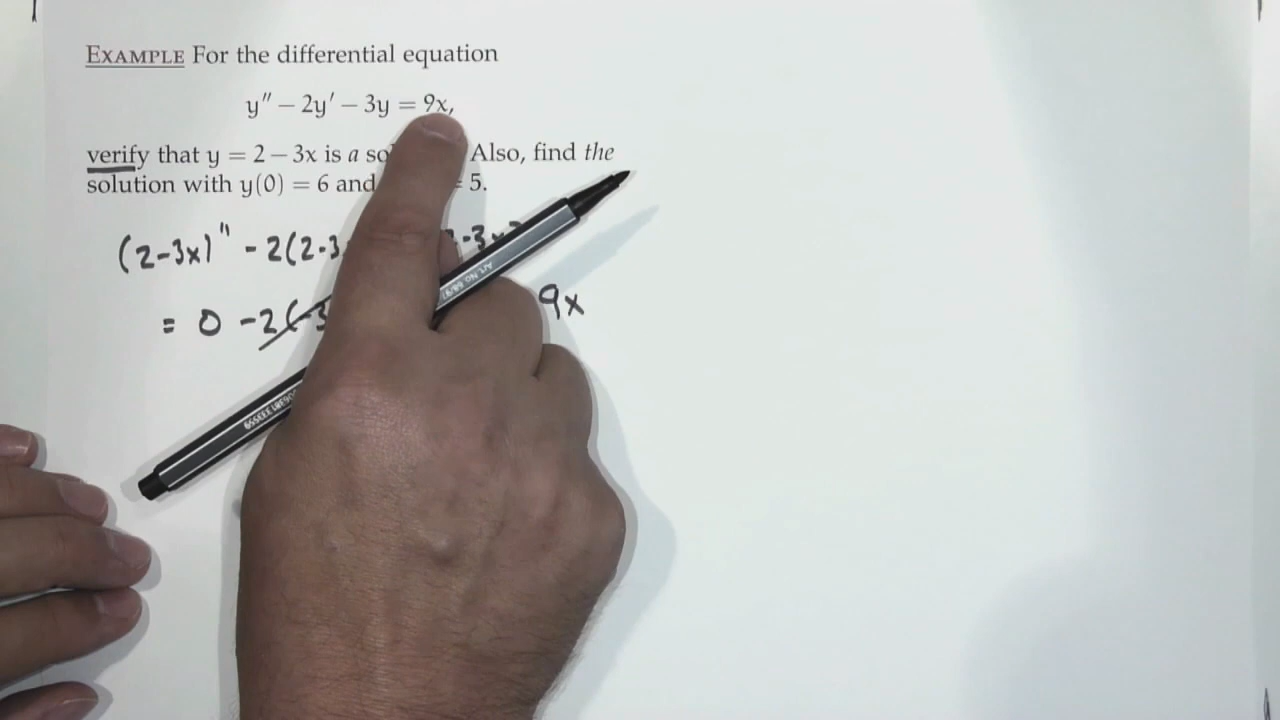 EXAMPLE For the differential equation
y″ − 2y′ − 3y = 9x,
verify that y = 2 − 3x is a Also, find the
solution with y(0) = 6 and = 5.
(2-3x)" - 2(2-3
= 0 -2(-3 9x